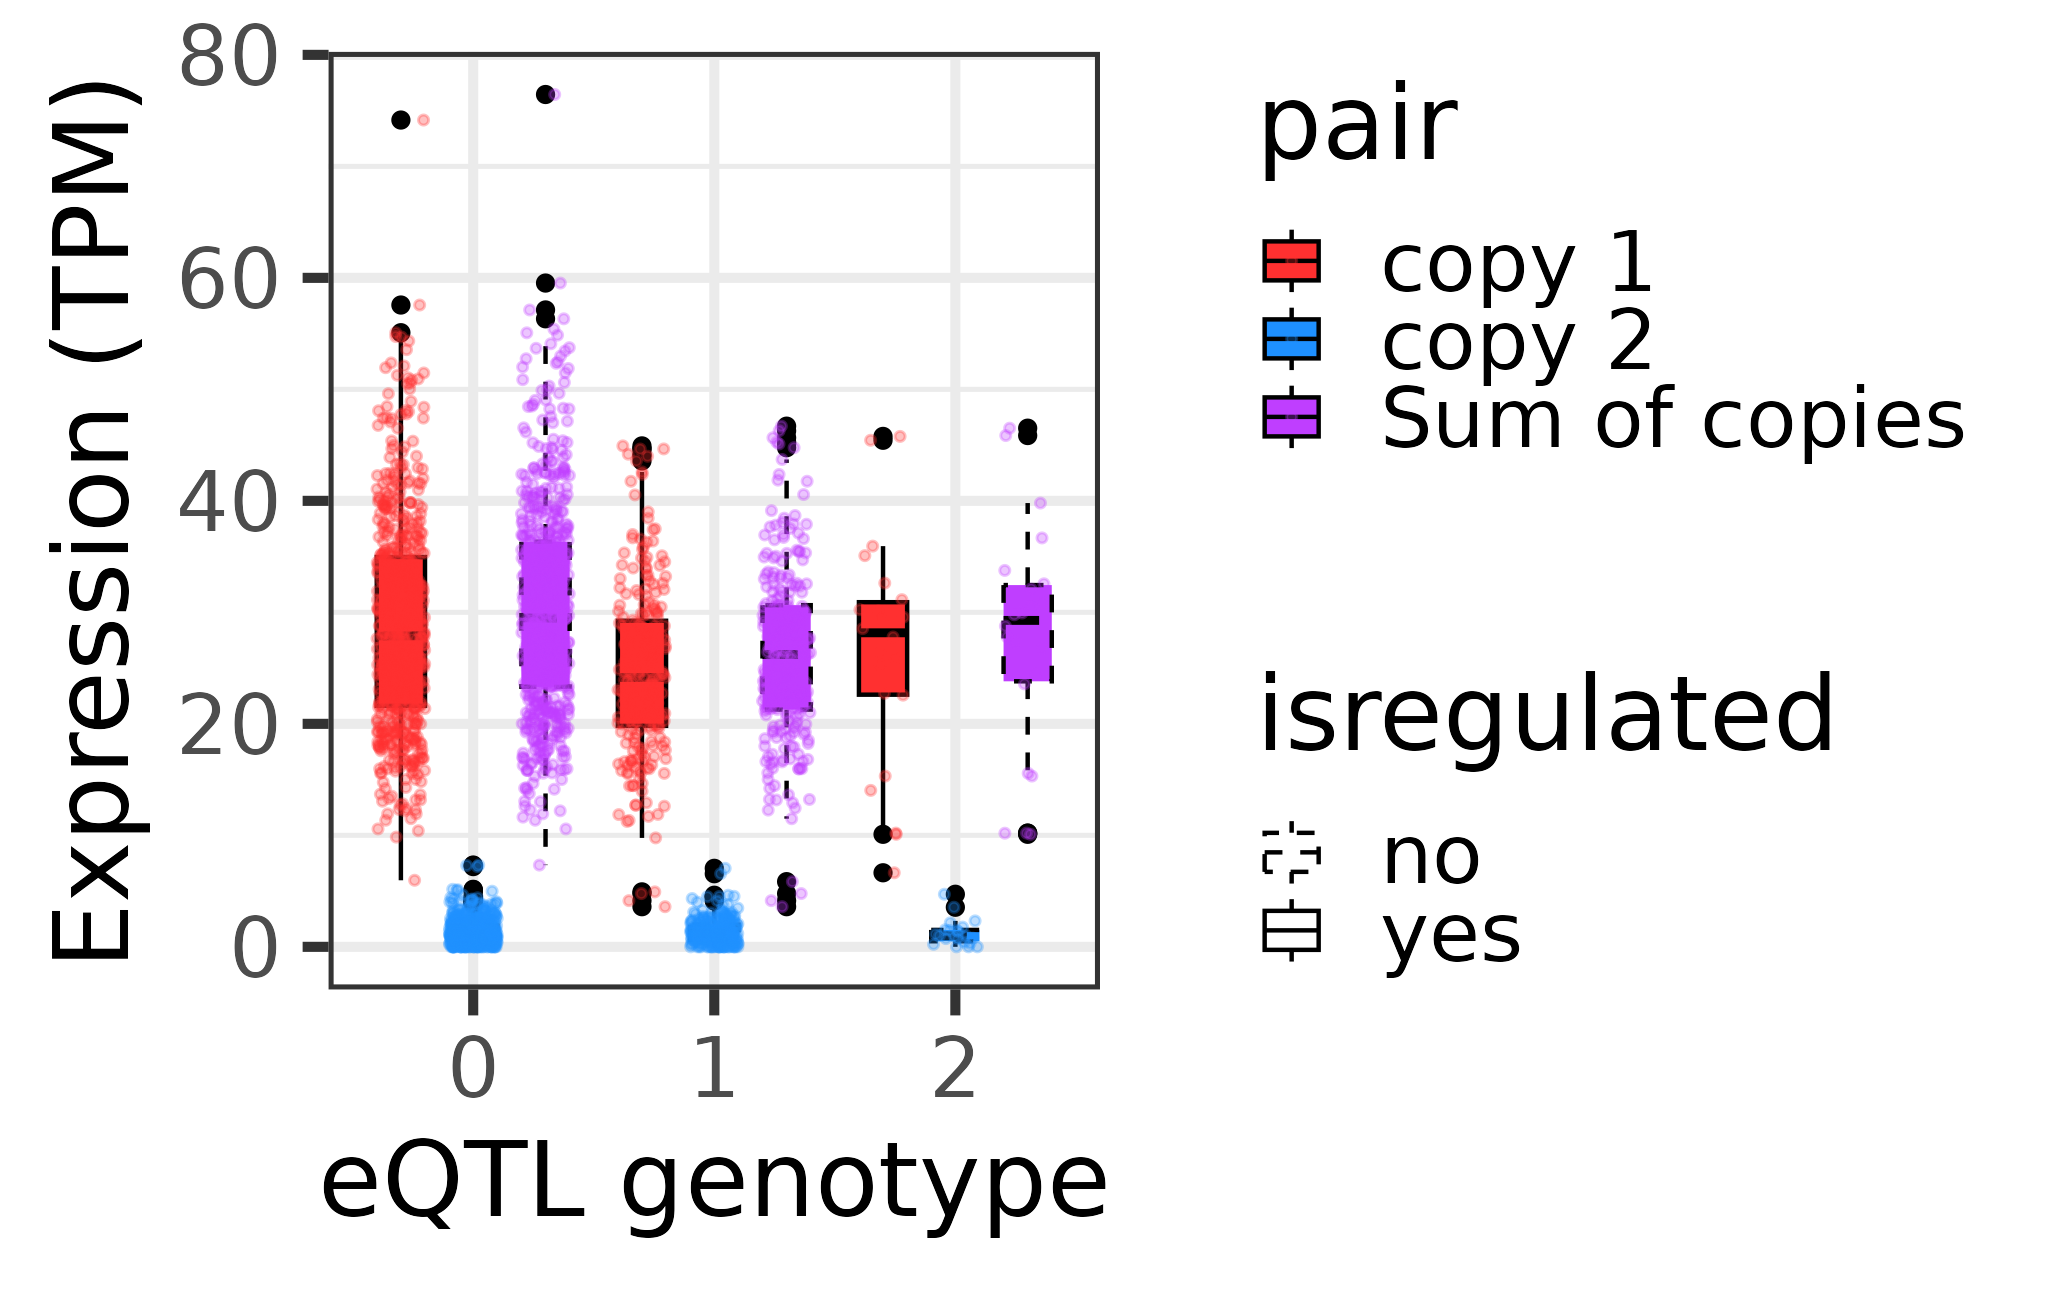 Expression (TPM)
80
60
40
20
0
0 1 2
eQTL genotype
pair
copy 1
copy 2
Sum of copies
isregulated
no
yes